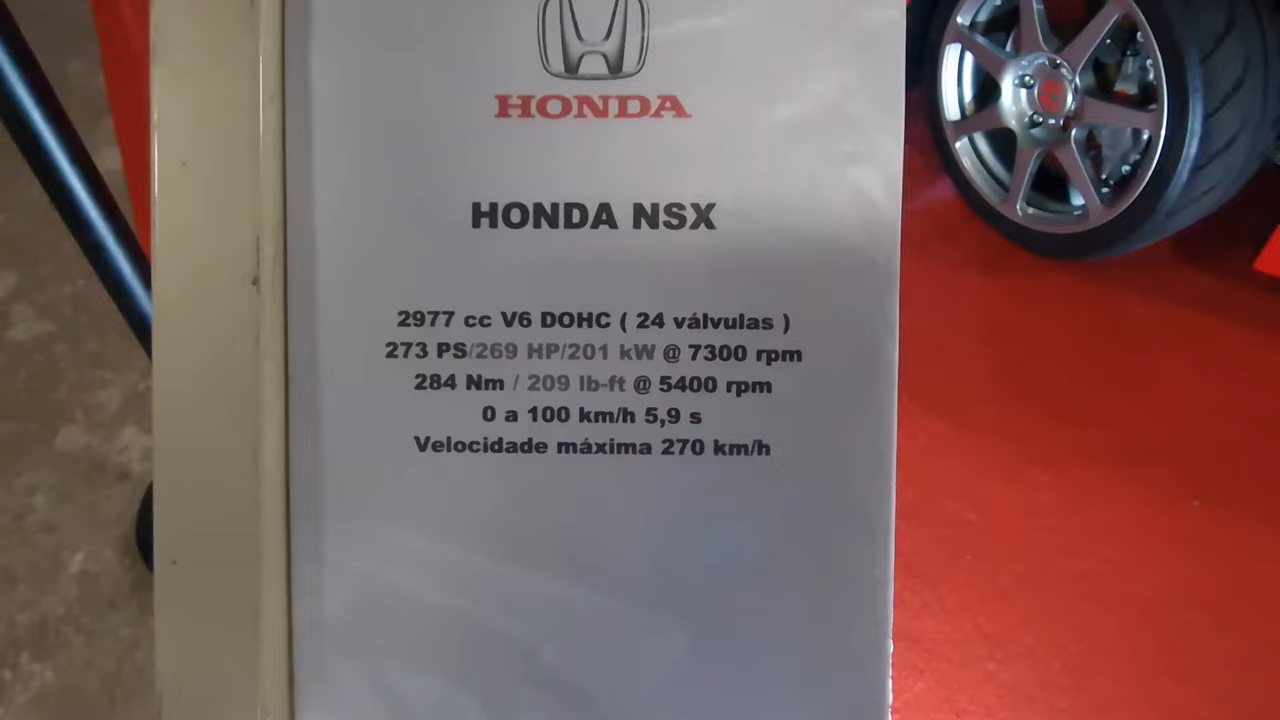 HONDA
HONDA NSX
2977 cc V6 DOHC ( 24 válvulas )
273 PS/269 HP/201 kW @ 7300 rpm
284 Nm / 209 lb-ft @ 5400 rpm
0 a 100 km/h 5,9 s
Velocidade máxima 270 km/h